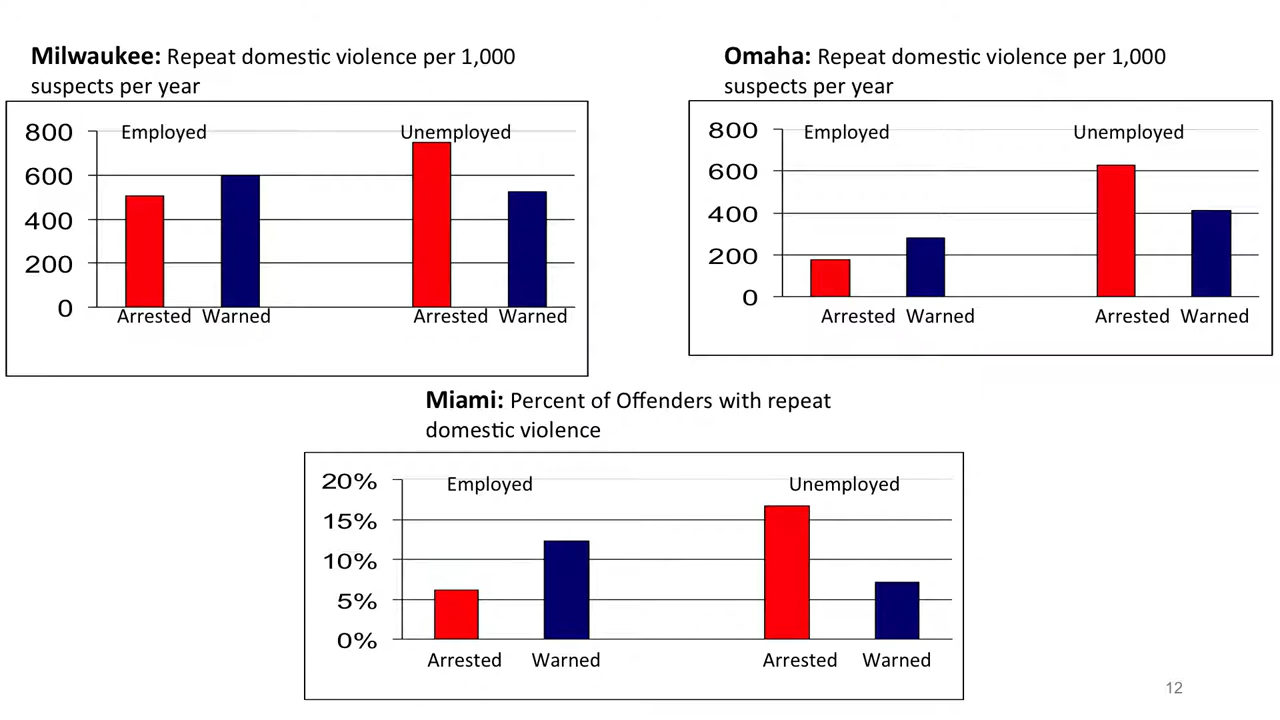 Milwaukee: Repeat domestic violence per 1,000
suspects per year
800
600
400
200
0
Employed
Unemployed
Arrested Warned
Arrested Warned
Omaha: Repeat domestic violence per 1,000
suspects per year
800
600
400
200
0
Employed
Unemployed
Arrested Warned
Arrested Warned
Miami: Percent of Offenders with repeat
domestic violence
20%
15%
10%
5%
0%
Employed
Unemployed
Arrested Warned
Arrested Warned
12